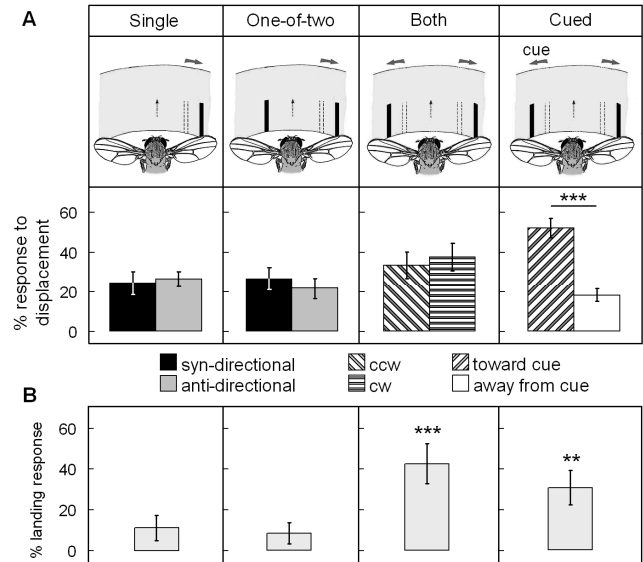 A
Single One-of-two Both Cued
cue
% response to displacement
60
40
20
0
***
syn-directional ccw toward cue
anti-directional cw away from cue
B
% landing response
60
40
20
0
*** **